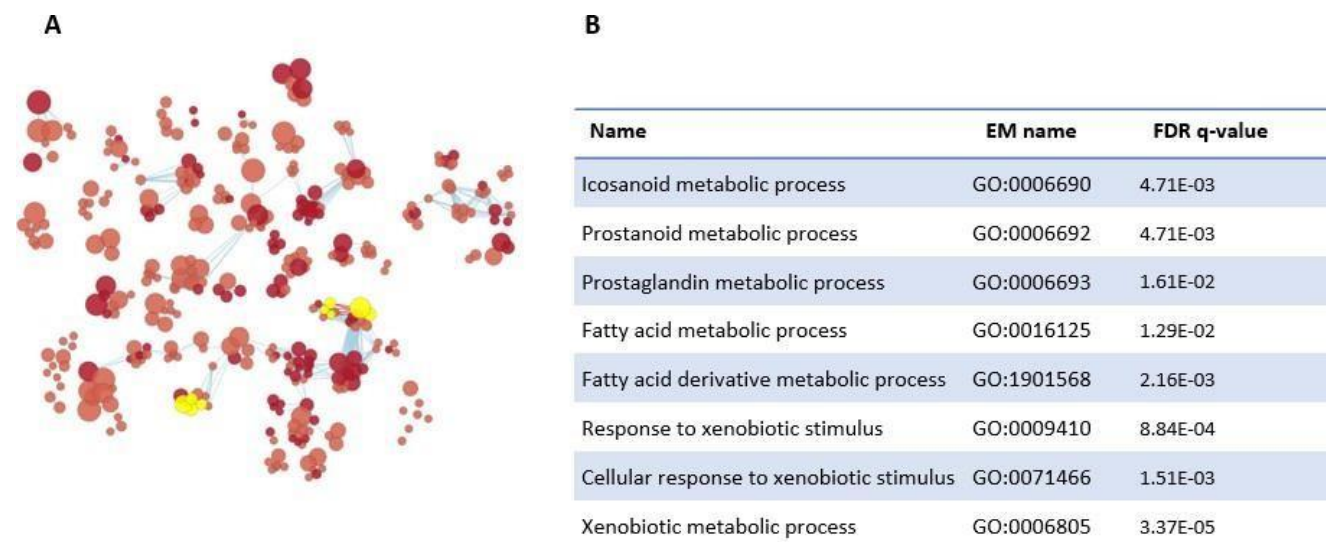 A B
Name EM name FDR q-value
Icosanoid metabolic process GO:0006690 4.71E-03
Prostanoid metabolic process GO:0006692 4.71E-03
Prostaglandin metabolic process GO:0006693 1.61E-02
Fatty acid metabolic process GO:0016125 1.29E-02
Fatty acid derivative metabolic process GO:1901568 2.16E-03
Response to xenobiotic stimulus GO:0009410 8.84E-04
Cellular response to xenobiotic stimulus GO:0071466 1.51E-03
Xenobiotic metabolic process GO:0006805 3.37E-05